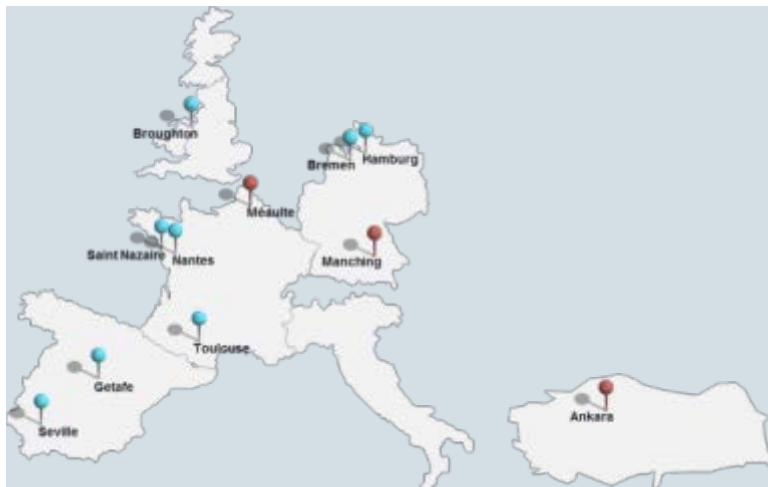 Broughton
Bremen
Hamburg
Méaulte
Saint Nazaire
Nantes
Manching
Toulouse
Getafe
Ankara
Seville